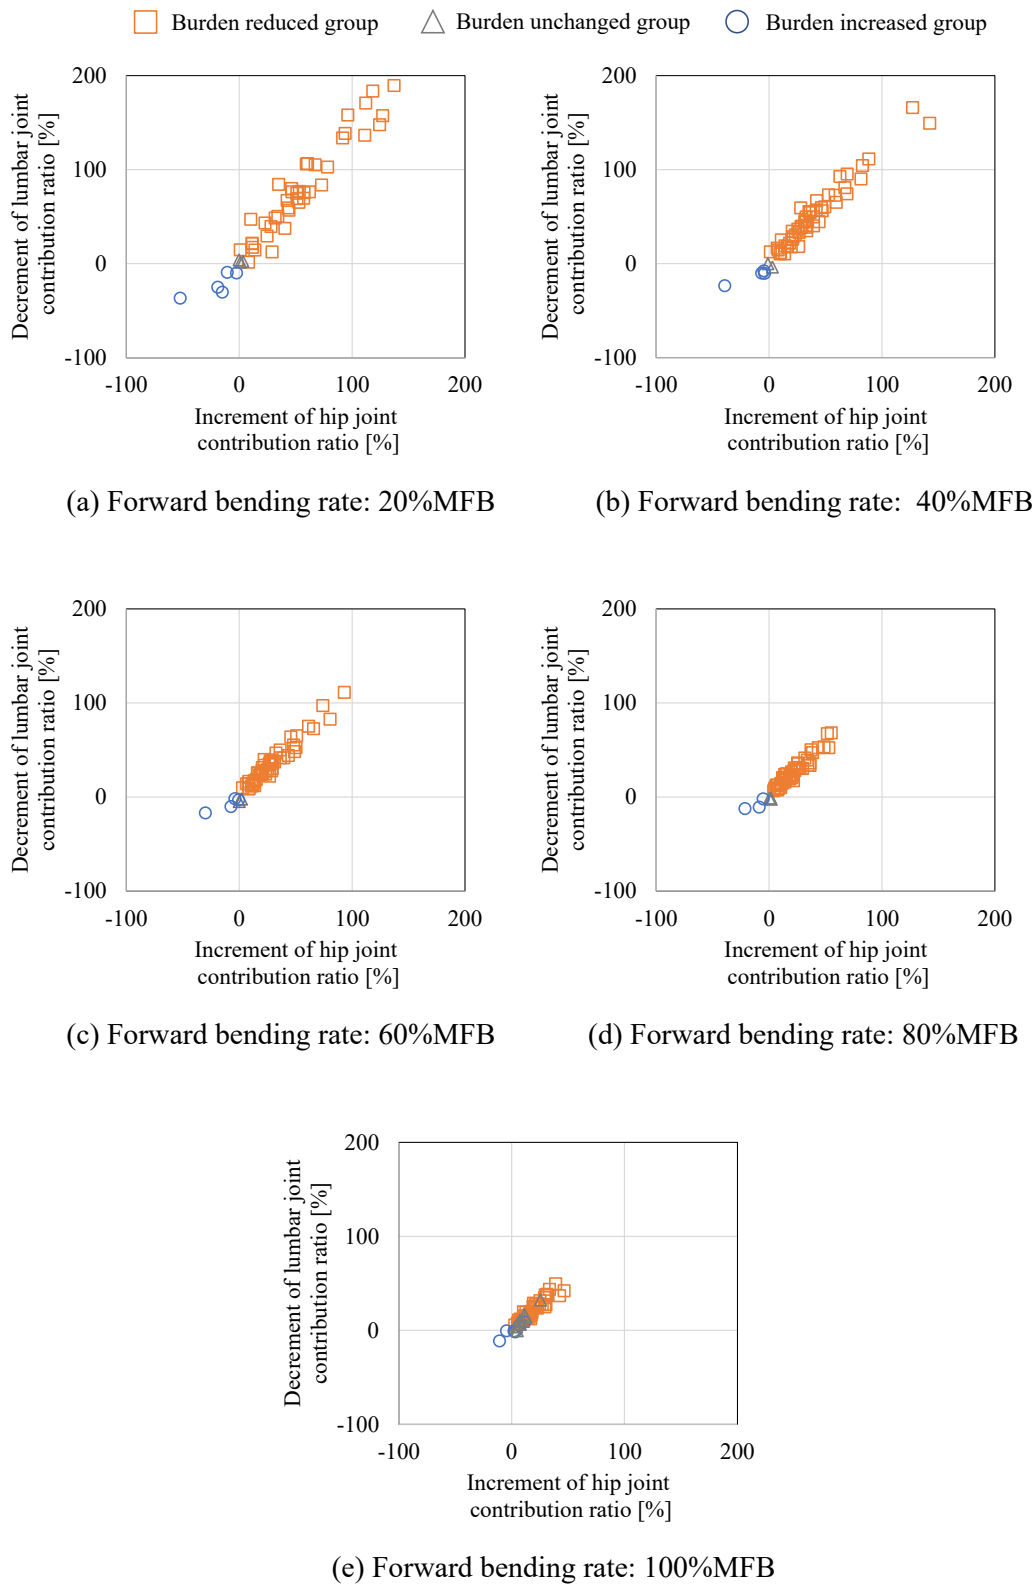 Burden reduced group Burden unchanged group Burden increased group
Decrement of lumbar joint
contribution ratio [%]
200
100
0
-100
-100 0 100 200
Increment of hip joint
contribution ratio [%]
(a) Forward bending rate: 20%MFB
Decrement of lumbar joint
contribution ratio [%]
200
100
0
-100
-100 0 100 200
Increment of hip joint
contribution ratio [%]
(b) Forward bending rate: 40%MFB
Decrement of lumbar joint
contribution ratio [%]
200
100
0
-100
-100 0 100 200
Increment of hip joint
contribution ratio [%]
(c) Forward bending rate: 60%MFB
Decrement of lumbar joint
contribution ratio [%]
200
100
0
-100
-100 0 100 200
Increment of hip joint
contribution ratio [%]
(d) Forward bending rate: 80%MFB
Decrement of lumbar joint
contribution ratio [%]
200
100
0
-100
-100 0 100 200
Increment of hip joint
contribution ratio [%]
(e) Forward bending rate: 100%MFB